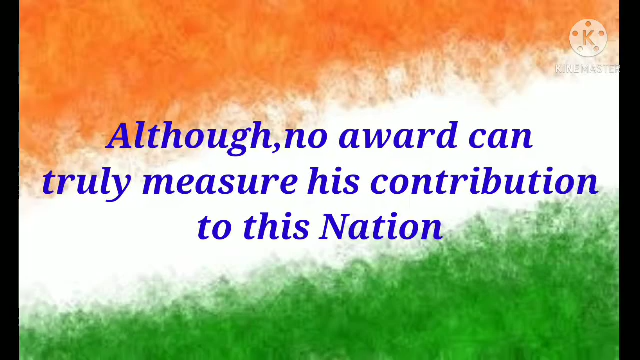 K
KINEMASTER
Although,no award can
truly measure his contribution
to this Nation